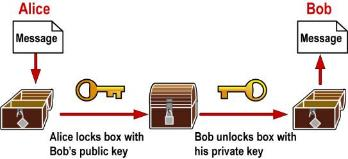 Alice
Bob
Message
Message
Alice locks box with
Bob's public key
Bob unlocks box with
his private key